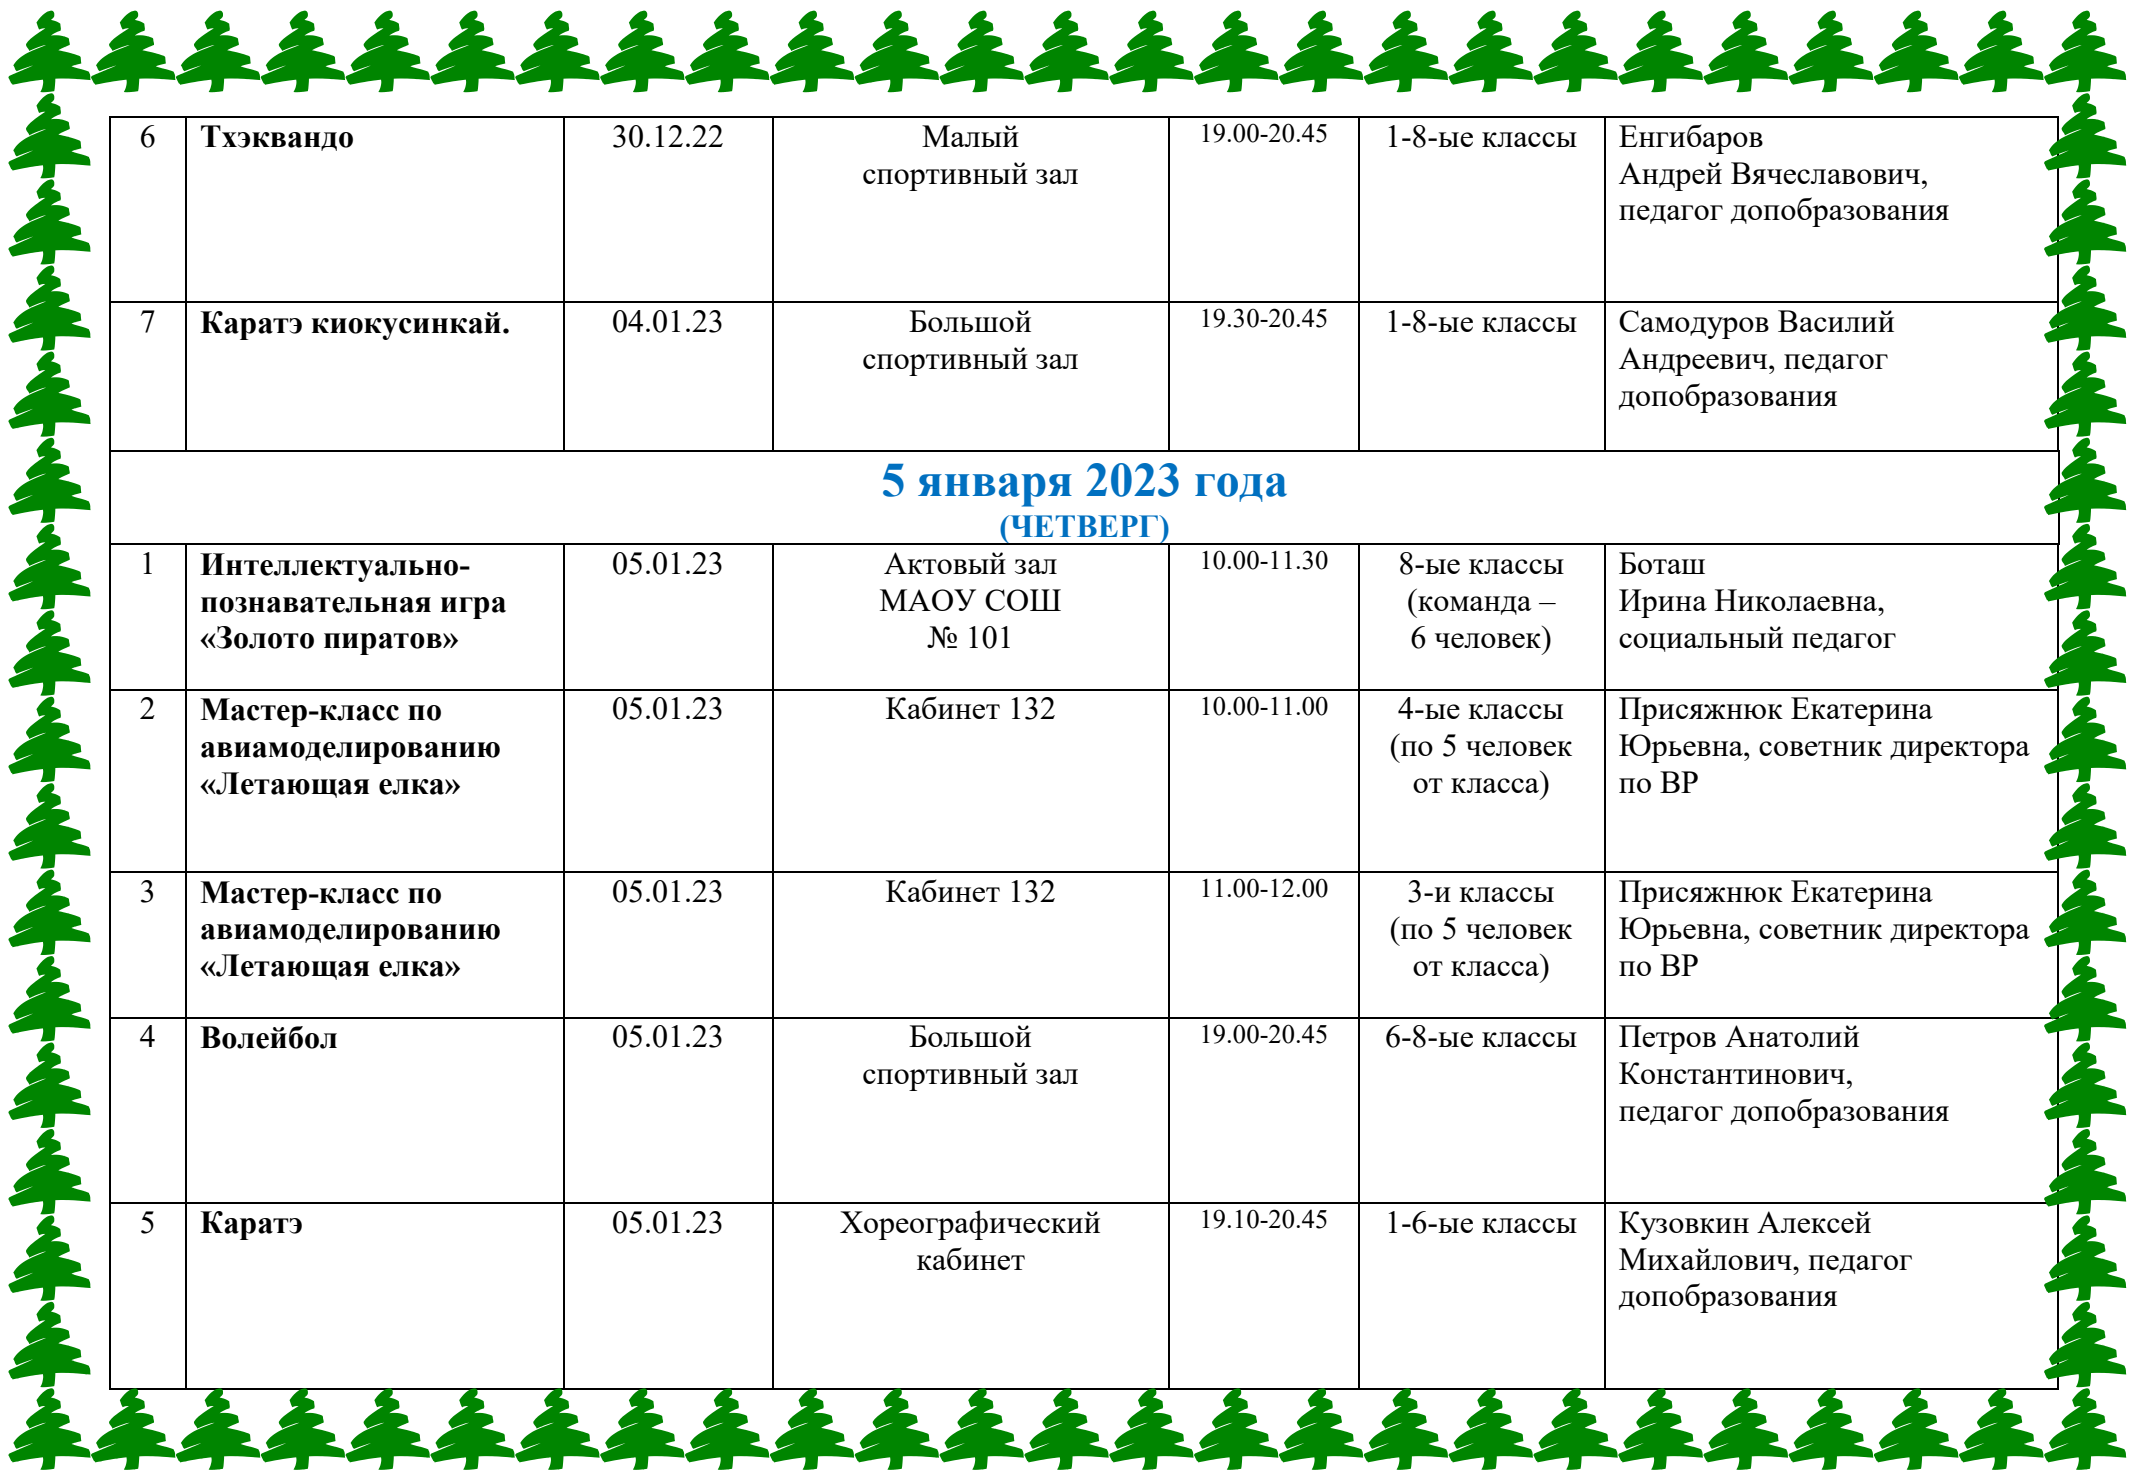 6 Тхэквандо 30.12.22 Малый 19.00-20.45 1-8-ые классы Енгибаров
спортивный зал Андрей Вячеславович,
педагог допобразования
7 Каратэ киокусинкай. 04.01.23 Большой 19.30-20.45 1-8-ые классы Самодуров Василий
спортивный зал Андреевич, педагог
допобразования
5 января 2023 года
(ЧЕТВЕРГ)
1 Интеллектуально- 05.01.23 Актовый зал 10.00-11.30 8-ые классы Боташ
познавательная игра МАОУ СОШ (команда – Ирина Николаевна,
«Золото пиратов» № 101 6 человек) социальный педагог
2 Мастер-класс по 05.01.23 Кабинет 132 10.00-11.00 4-ые классы Присяжнюк Екатерина
авиамоделированию (по 5 человек Юрьевна, советник директора
«Летающая елка» от класса) по ВР
3 Мастер-класс по 05.01.23 Кабинет 132 11.00-12.00 3-и классы Присяжнюк Екатерина
авиамоделированию (по 5 человек Юрьевна, советник директора
«Летающая елка» от класса) по ВР
4 Волейбол 05.01.23 Большой 19.00-20.45 6-8-ые классы Петров Анатолий
спортивный зал Константинович,
педагог допобразования
5 Каратэ 05.01.23 Хореографический 19.10-20.45 1-6-ые классы Кузовкин Алексей
кабинет Михайлович, педагог
допобразования